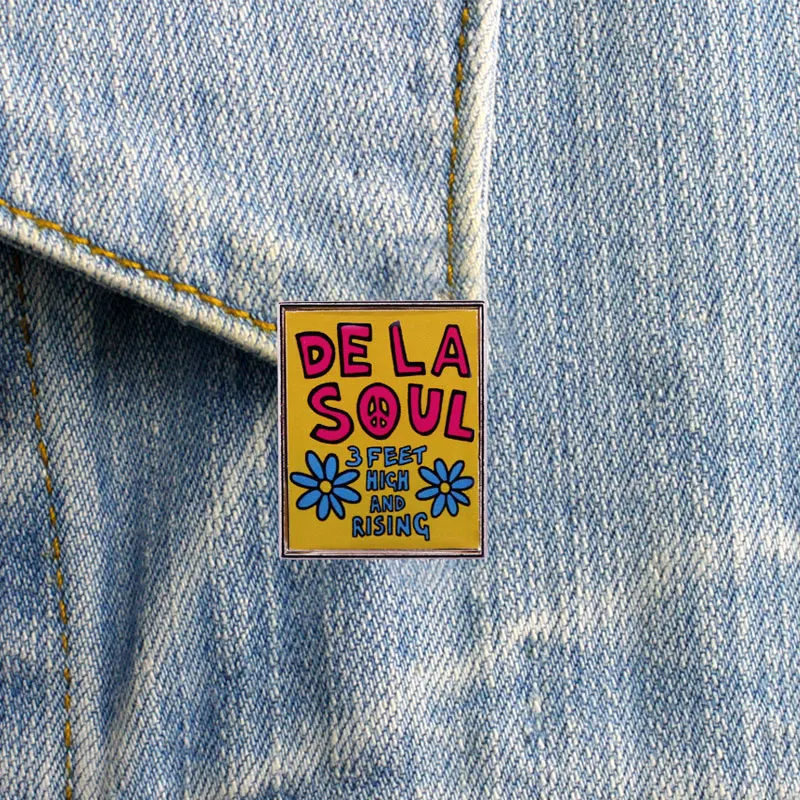 DE LA
SOUL
3 FEET
HIGH
AND
RISING